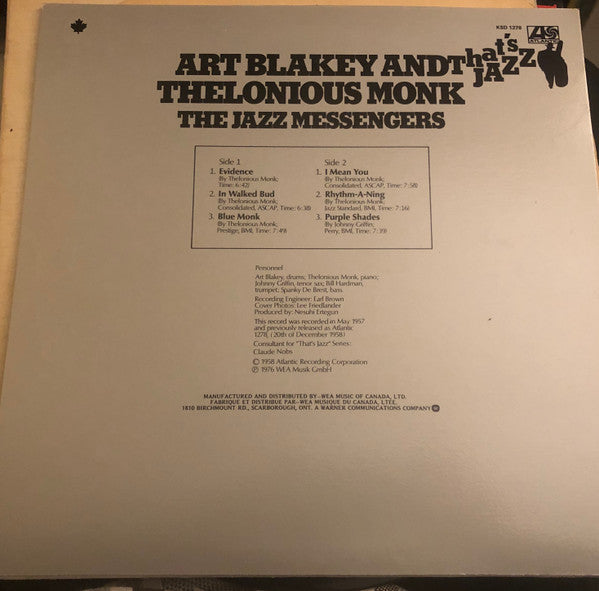 KSD 1278
ATLANTIC
ART BLAKEY AND
THELONIOUS MONK
THE JAZZ MESSENGERS
That's
JAZZ
Side 1
1. Evidence
(By Thelonious Monk;
Time: 6:42)
2. In Walked Bud
(By Thelonious Monk;
Consolidated, ASCAP, Time: 6:38)
3. Blue Monk
(By Thelonious Monk;
Prestige, BMI, Time: 7:49)
Side 2
1. I Mean You
(By Thelonious Monk;
Consolidated, ASCAP, Time: 7:58)
2. Rhythm-A-Ning
(By Thelonious Monk;
Jazz Standard, BMI, Time: 7:16)
3. Purple Shades
(By Johnny Griffin;
Perry, BMI, Time: 7:39)
Personnel
Art Blakey, drums; Thelonious Monk, piano;
Johnny Griffin, tenor sax; Bill Hardman,
trumpet; Spanky De Brest, bass
Recording Engineer: Earl Brown
Cover Photos: Lee Friedlander
Produced by: Nesuhi Ertegun
This record was recorded in May 1957
and previously released as Atlantic
1278, (20th of December 1958)
Consultant for "That's Jazz" Series:
Claude Nobs
© 1958 Atlantic Recording Corporation
℗ 1976 WEA Musik GmbH
MANUFACTURED AND DISTRIBUTED BY-WEA MUSIC OF CANADA, LTD.
FABRIQUE ET DISTRIBUE PAR-WEA MUSIQUE DU CANADA, LTÉE.
1810 BIRCHMOUNT RD., SCARBOROUGH, ONT. A WARNER COMMUNICATIONS COMPANY